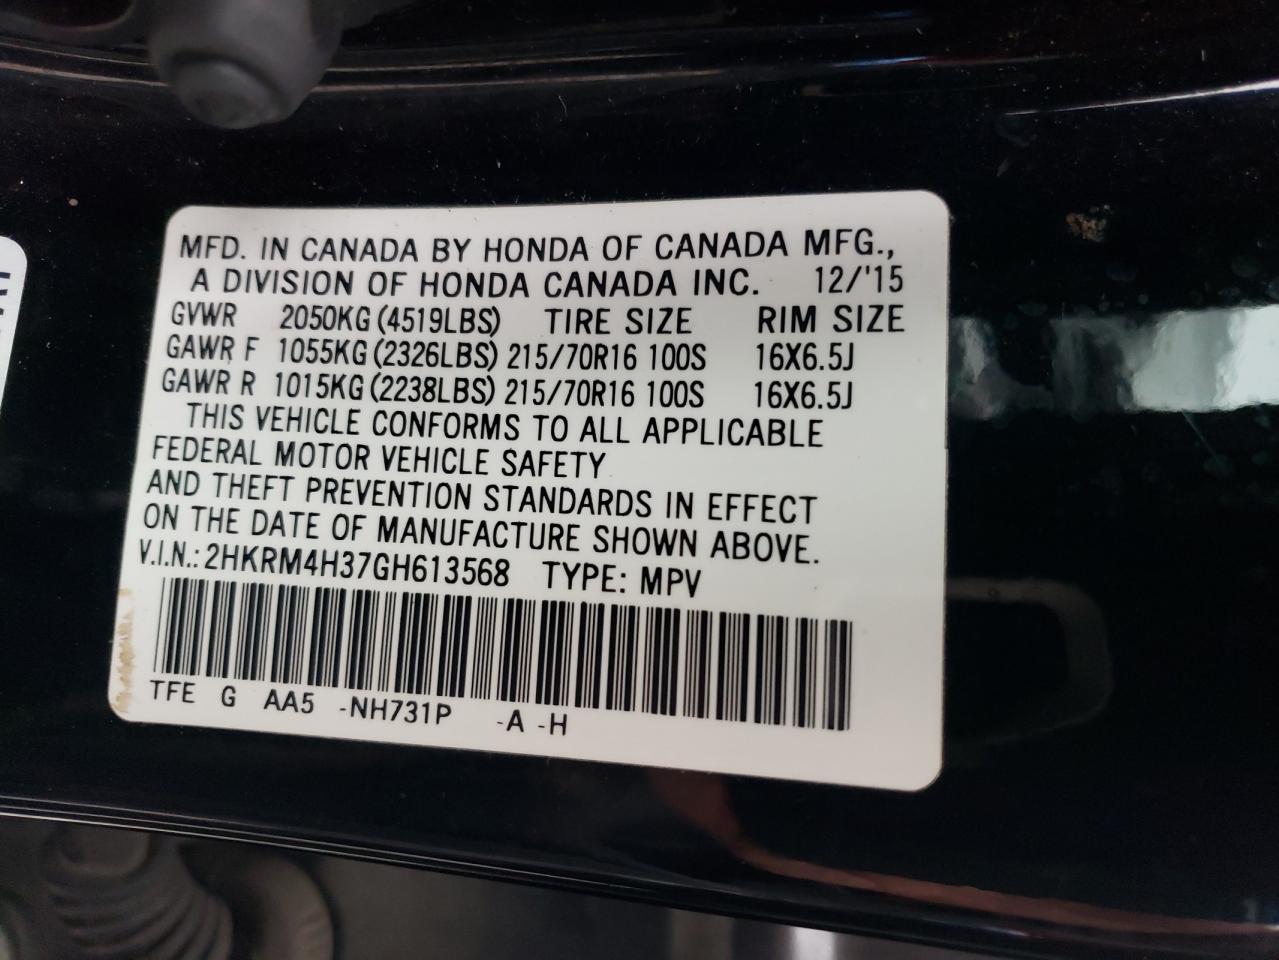 MFD. IN CANADA BY HONDA OF CANADA MFG.,
A DIVISION OF HONDA CANADA INC. 12/'15
GVWR 2050KG (4519LBS) TIRE SIZE RIM SIZE
GAWR F 1055KG (2326LBS) 215/70R16 100S 16X6.5J
GAWR R 1015KG (2238LBS) 215/70R16 100S 16X6.5J
THIS VEHICLE CONFORMS TO ALL APPLICABLE
FEDERAL MOTOR VEHICLE SAFETY
AND THEFT PREVENTION STANDARDS IN EFFECT
ON THE DATE OF MANUFACTURE SHOWN ABOVE.
V.I.N.: 2HKRM4H37GH613568 TYPE: MPV
TFE G AA5 -NH731P -A -H